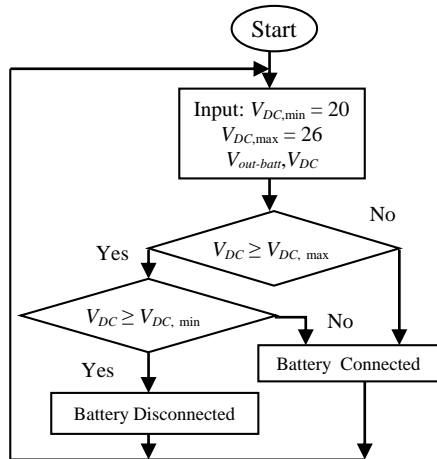 Start
Input: V_DC,min = 20
V_DC,max = 26
V_out-batt,V_DC
No
Yes
V_DC ≥ V_DC, max
V_DC ≥ V_DC, min
No
Yes
Battery Connected
Battery Disconnected